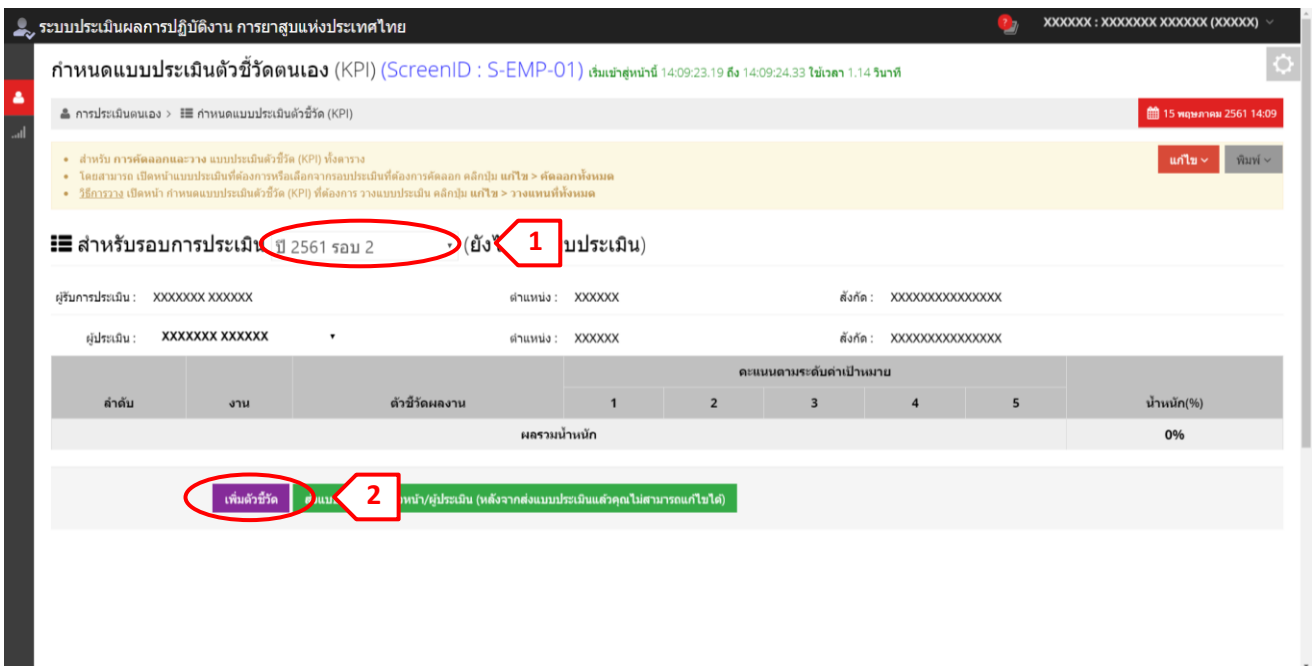 ระบบประเมินผลการปฏิบัติงาน การยาสูบแห่งประเทศไทย
?
XXXXXX : XXXXXXX XXXXXX (XXXXX)
กำหนดแบบประเมินตัวชี้วัดตนเอง (KPI) (ScreenID : S-EMP-01) เริ่มเข้าสู่หน้านี้ 14:09:23.19 ถึง 14:09:24.33 ใช้เวลา 1.14 วินาที
การประเมินตนเอง > กำหนดแบบประเมินตัวชี้วัด (KPI)
15 พฤษภาคม 2561 14:09
• สำหรับ การคัดลอกและวาง แบบประเมินตัวชี้วัด (KPI) ทั้งตาราง
• โดยสามารถ เปิดหน้าแบบประเมินที่ต้องการหรือเลือกจากรอบประเมินที่ต้องการคัดลอก คลิกปุ่ม แก้ไข > คัดลอกทั้งหมด
• วิธีการวาง เปิดหน้า กำหนดแบบประเมินตัวชี้วัด (KPI) ที่ต้องการ วางแบบประเมิน คลิกปุ่ม แก้ไข > วางแทนที่ทั้งหมด
แก้ไข
พิมพ์
สำหรับรอบการประเมิน ปี 2561 รอบ 2 (ยัง 1 บประเมิน)
ผู้รับการประเมิน : XXXXXXX XXXXXX ตำแหน่ง : XXXXXX สังกัด : XXXXXXXXXXXXXXX
ผู้ประเมิน : XXXXXXX XXXXXX ตำแหน่ง : XXXXXX สังกัด : XXXXXXXXXXXXXXX
คะแนนตามระดับค่าเป้าหมาย
ลำดับ งาน ตัวชี้วัดผลงาน 1 2 3 4 5 น้ำหนัก(%)
ผลรวมน้ำหนัก 0%
เพิ่มตัวชี้วัด 2 หน้า/ผู้ประเมิน (หลังจากส่งแบบประเมินแล้วคุณไม่สามารถแก้ไขได้)